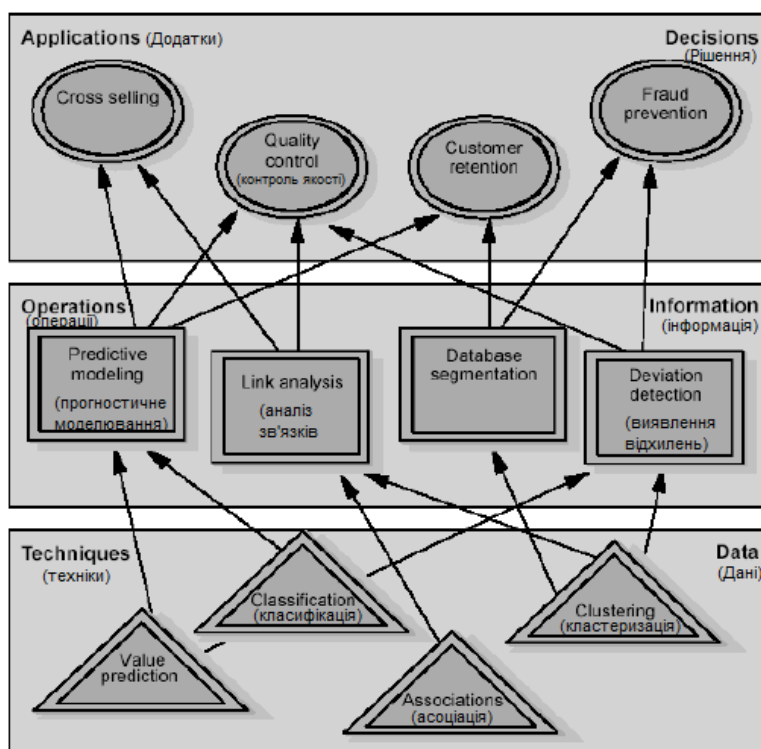 Applications (Додатки)
Decisions
(Рішення)
Cross selling
Quality
control
(контроль якості)
Customer
retention
Fraud
prevention
Operations
(операції)
Information
(інформація)
Predictive
modeling
(прогностичне
моделювання)
Link analysis
(аналіз
зв'язків
Database
segmentation
Deviation
detection
(виявлення
відхилень)
Techniques
(техніки)
Data
(Дані)
Classification
(класифікація)
Clustering
(кластеризація)
Value
prediction
Associations
(асоціація)